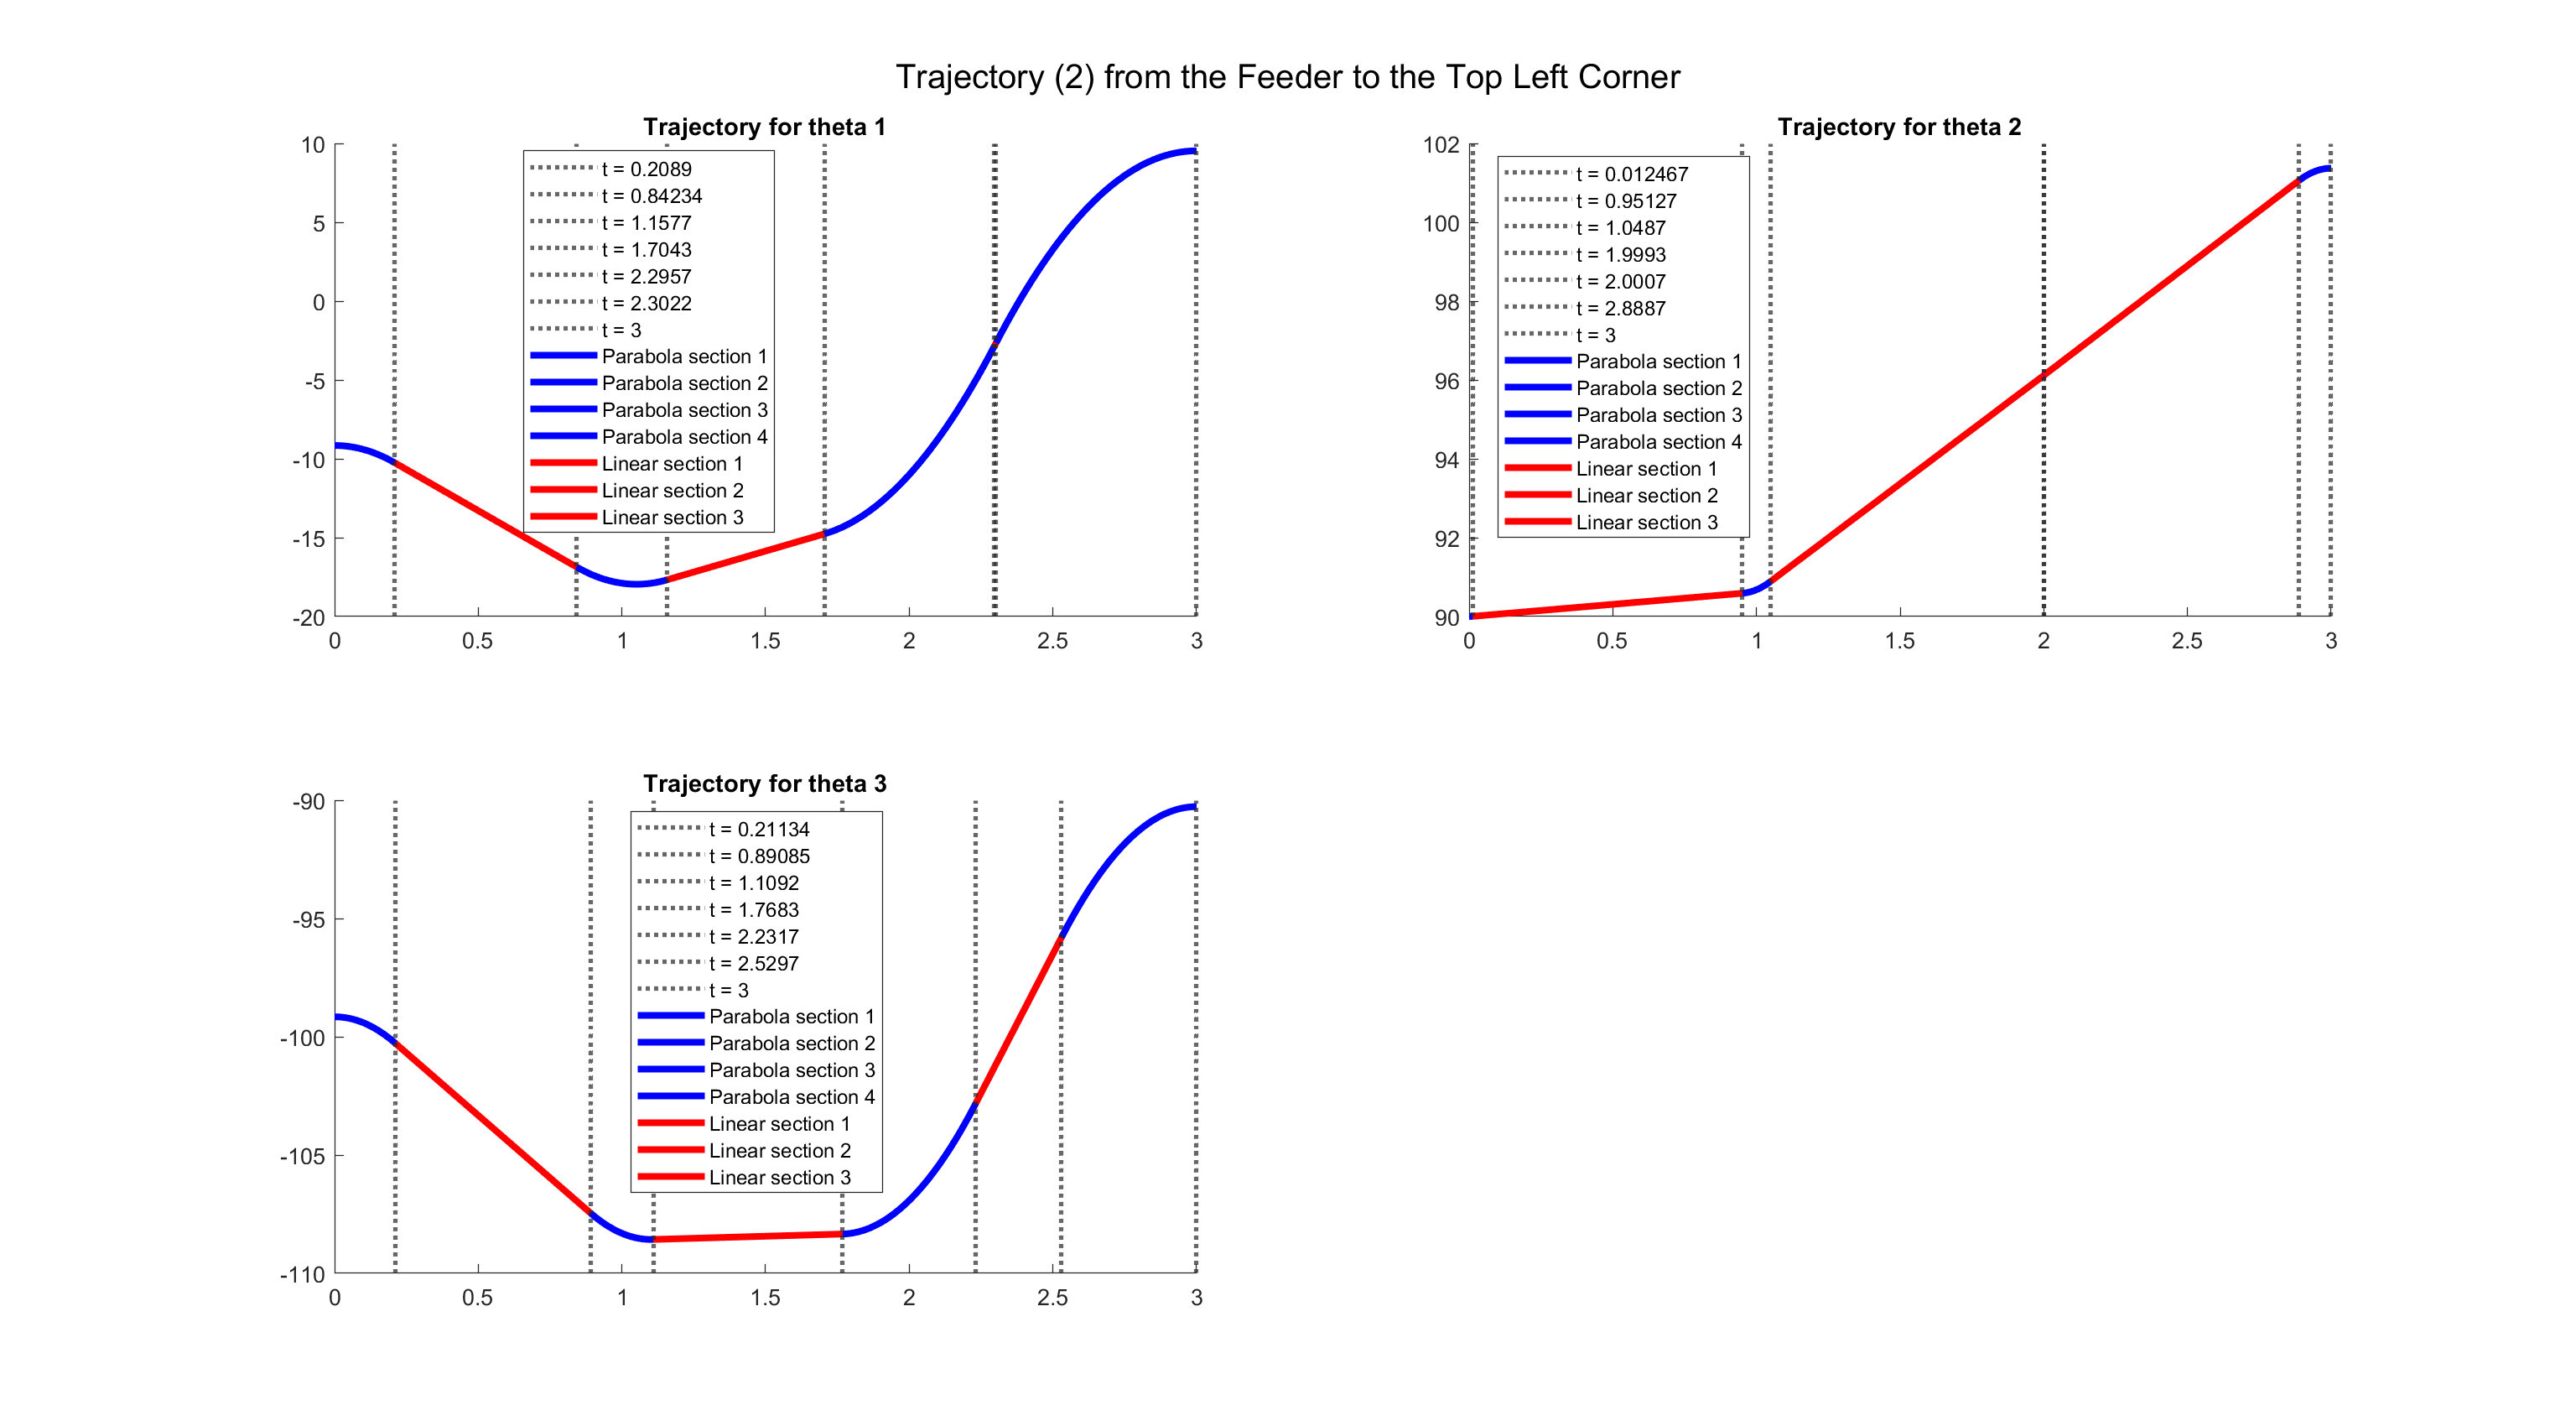 Trajectory (2) from the Feeder to the Top Left Corner
Trajectory for theta 1
10
5
0
-5
-10
-15
-20
0 0.5 1 1.5 2 2.5 3
t = 0.2089
t = 0.84234
t = 1.1577
t = 1.7043
t = 2.2957
t = 2.3022
t = 3
Parabola section 1
Parabola section 2
Parabola section 3
Parabola section 4
Linear section 1
Linear section 2
Linear section 3
Trajectory for theta 2
102
100
98
96
94
92
90
0 0.5 1 1.5 2 2.5 3
t = 0.012467
t = 0.95127
t = 1.0487
t = 1.9993
t = 2.0007
t = 2.8887
t = 3
Parabola section 1
Parabola section 2
Parabola section 3
Parabola section 4
Linear section 1
Linear section 2
Linear section 3
Trajectory for theta 3
-90
-95
-100
-105
-110
0 0.5 1 1.5 2 2.5 3
t = 0.21134
t = 0.89085
t = 1.1092
t = 1.7683
t = 2.2317
t = 2.5297
t = 3
Parabola section 1
Parabola section 2
Parabola section 3
Parabola section 4
Linear section 1
Linear section 2
Linear section 3